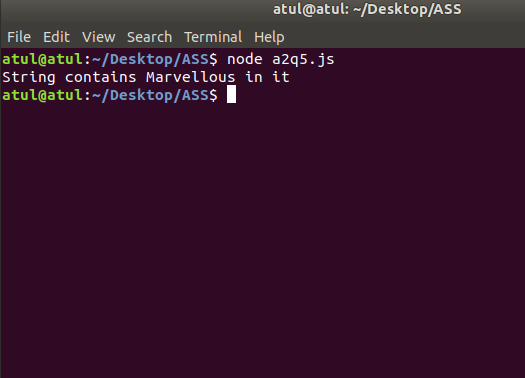 atul@atul: ~/Desktop/ASS
File Edit View Search Terminal Help
atul@atul:~/Desktop/ASS$ node a2q5.js
String contains Marvellous in it
atul@atul:~/Desktop/ASS$